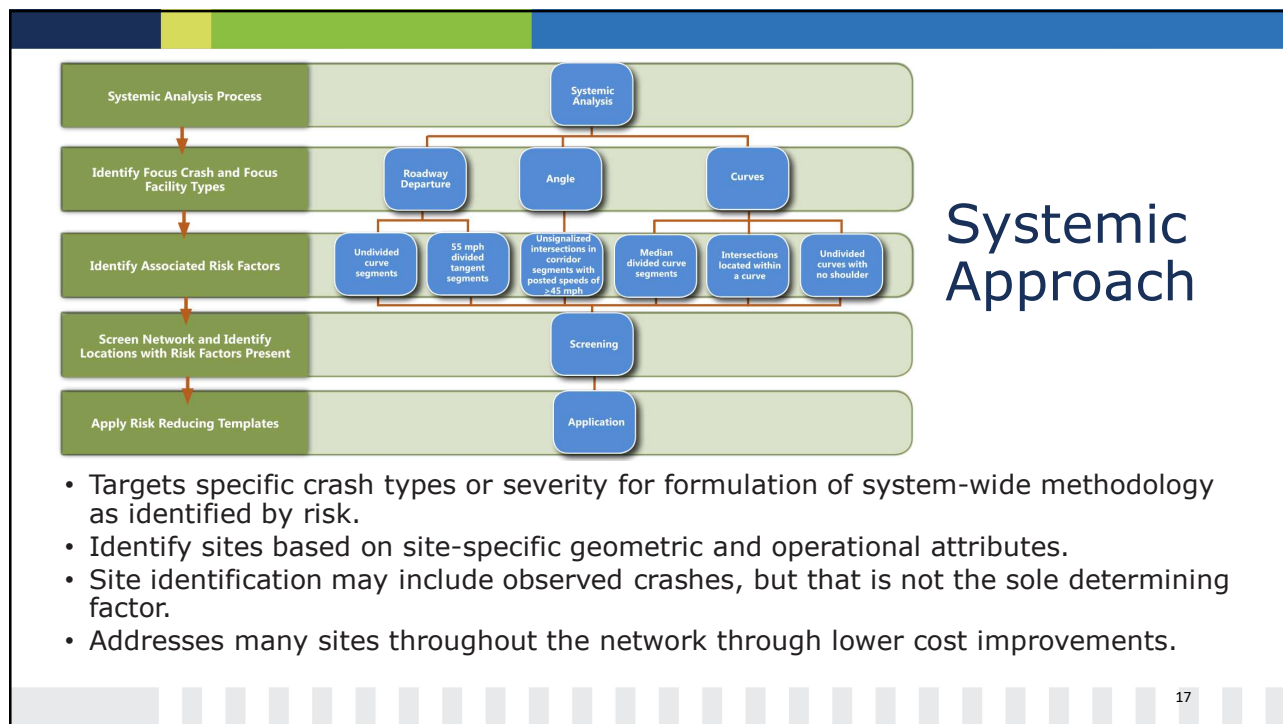 Systemic Analysis Process
Systemic
Analysis
Identify Focus Crash and Focus
Facility Types
Roadway
Departure
Angle
Curves
Identify Associated Risk Factors
Undivided
curve
segments
55 mph
divided
tangent
segments
Unsignalized
intersections in
corridor
segments with
posted speeds of
>45 mph
Median
divided curve
segments
Intersections
located within
a curve
Undivided
curves with
no shoulder
Screen Network and Identify
Locations with Risk Factors Present
Screening
Apply Risk Reducing Templates
Application
Systemic
Approach
• Targets specific crash types or severity for formulation of system-wide methodology
as identified by risk.
• Identify sites based on site-specific geometric and operational attributes.
• Site identification may include observed crashes, but that is not the sole determining
factor.
• Addresses many sites throughout the network through lower cost improvements.
17